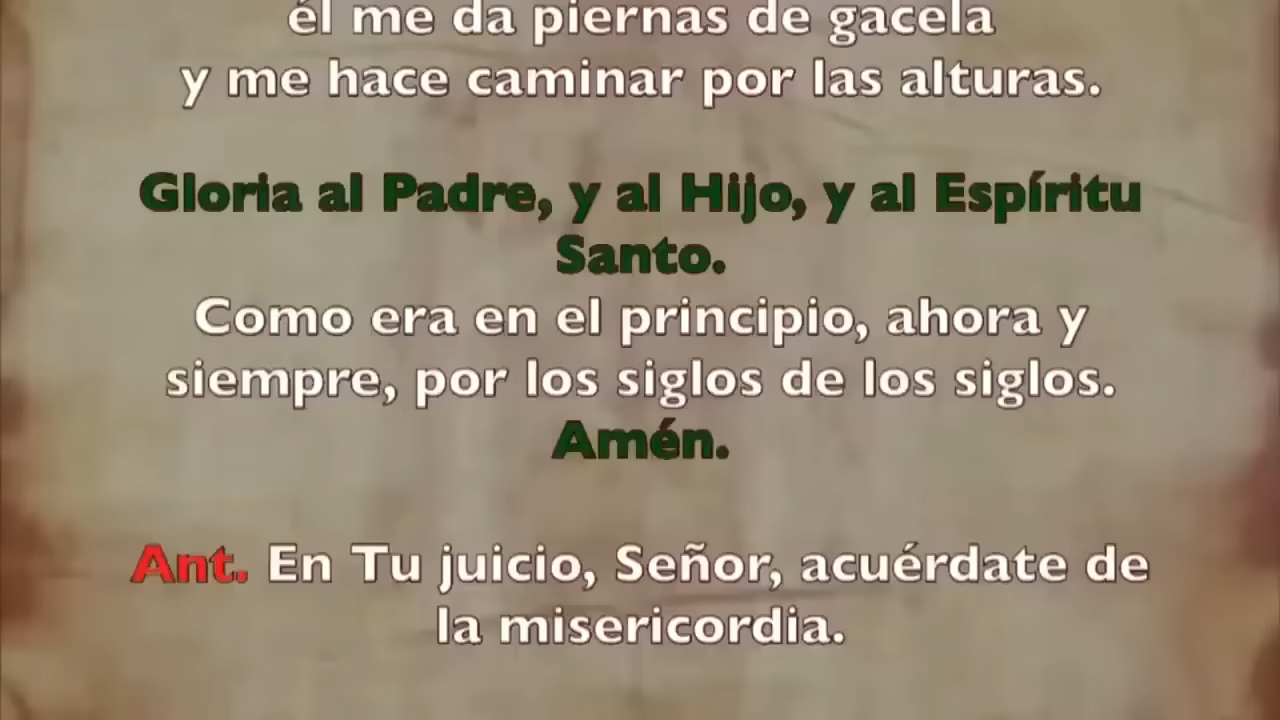 él me da piernas de gacela
y me hace caminar por las alturas.
Gloria al Padre, y al Hijo, y al Espíritu
Santo.
Como era en el principio, ahora y
siempre, por los siglos de los siglos.
Amén.
Ant. En Tu juicio, Señor, acuérdate de
la misericordia.